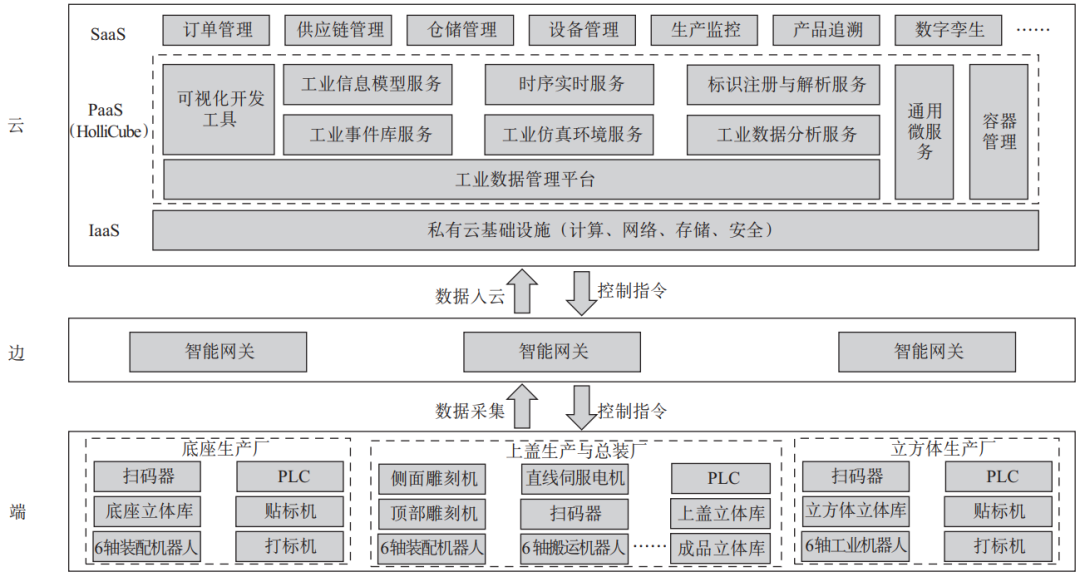 SaaS
订单管理
供应链管理
仓储管理
设备管理
生产监控
产品追溯
数字孪生
······
云
PaaS
(HolliCube)
可视化开发
工具
工业信息模型服务
时序实时服务
标识注册与解析服务
工业事件库服务
工业仿真环境服务
工业数据分析服务
通用
微服
务
容器
管理
工业数据管理平台
IaaS
私有云基础设施（计算、网络、存储、安全）
数据入云
控制指令
边
智能网关
智能网关
智能网关
数据采集
控制指令
端
底座生产厂
扫码器
PLC
底座立体库
贴标机
6轴装配机器人
打标机
上盖生产与总装厂
侧面雕刻机
直线伺服电机
PLC
顶部雕刻机
扫码器
上盖立体库
6轴装配机器人
6轴搬运机器人
······
成品立体库
立方体生产厂
扫码器
PLC
立方体立体库
贴标机
6轴工业机器人
打标机